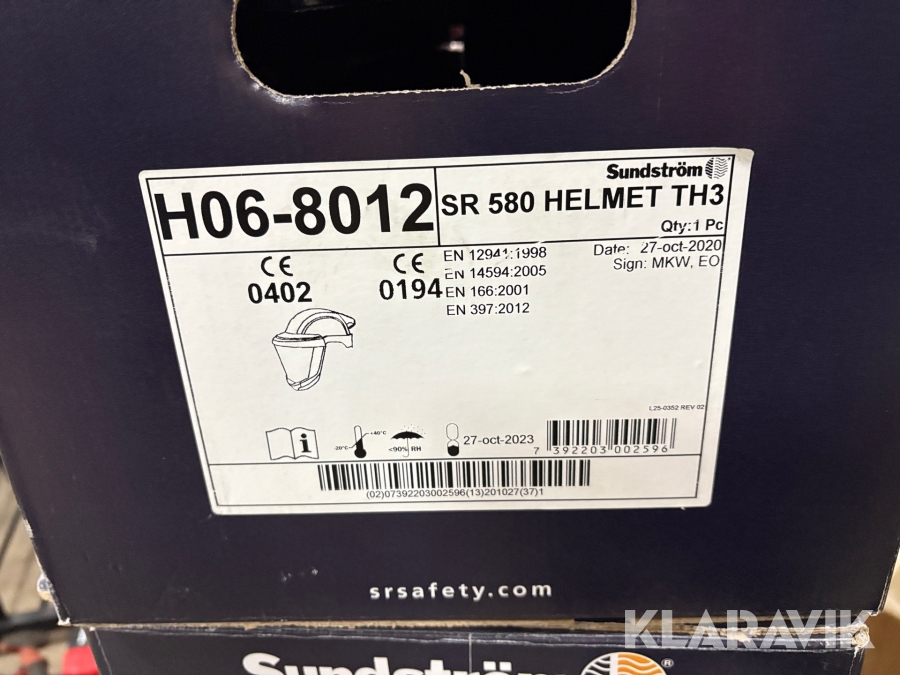 Sundström
H06-8012
SR 580 HELMET TH3
Qty:1 Pc
CE
0402
CE
0194
EN 12941:1998
EN 14594:2005
EN 166:2001
EN 397:2012
Date: 27-oct-2020
Sign: MKW, EO
L25-0352 REV 02
i
-20°C
+40°C
<90% RH
27-oct-2023
7 392203 002596
(02)07392203002596(13)201027(37)1
srsafety.com
KLARAVIK
Sundström ®